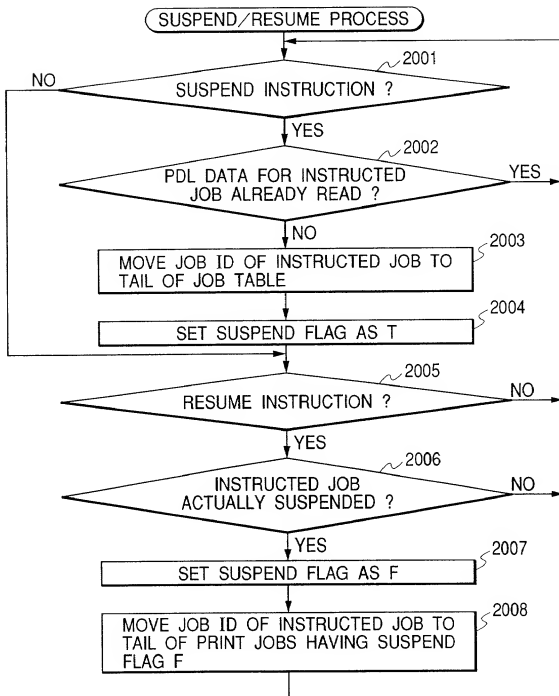 SUSPEND/RESUME PROCESS
2001
NO
SUSPEND INSTRUCTION ?
YES
2002
PDL DATA FOR INSTRUCTED
JOB ALREADY READ ?
YES
NO
2003
MOVE JOB ID OF INSTRUCTED JOB TO
TAIL OF JOB TABLE
2004
SET SUSPEND FLAG AS T
2005
RESUME INSTRUCTION ?
NO
YES
2006
INSTRUCTED JOB
ACTUALLY SUSPENDED ?
NO
YES
2007
SET SUSPEND FLAG AS F
2008
MOVE JOB ID OF INSTRUCTED JOB TO
TAIL OF PRINT JOBS HAVING SUSPEND
FLAG F